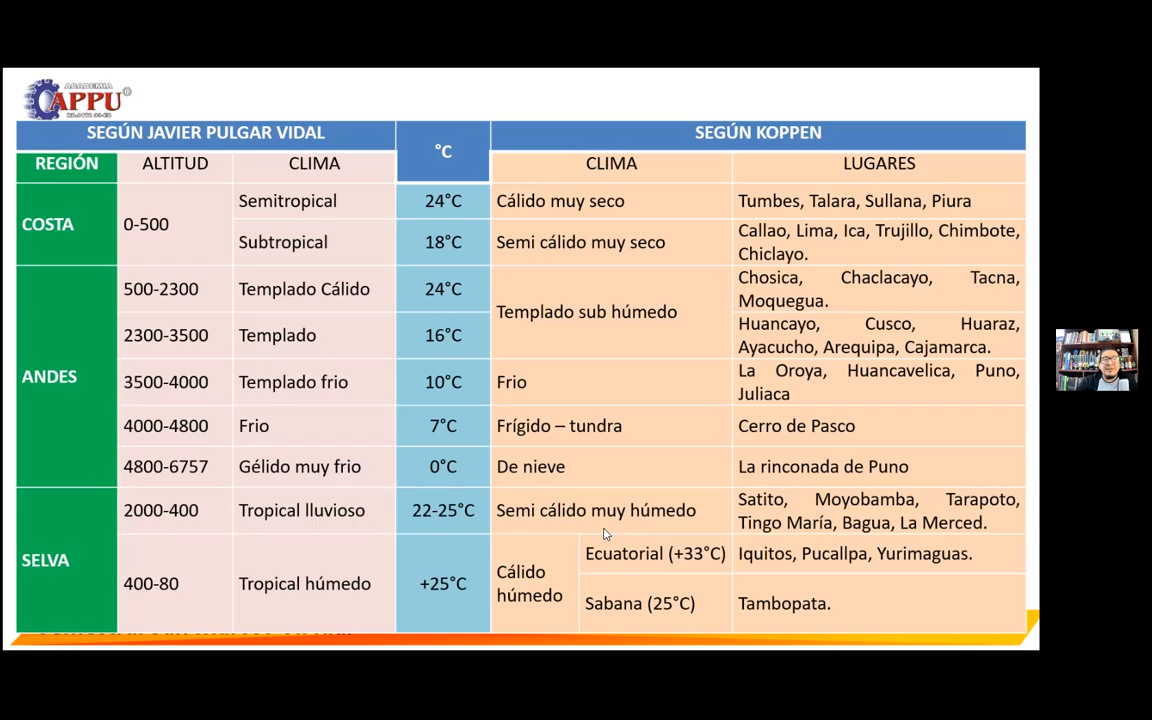 ACADEMIA
APPU
SEGÚN JAVIER PULGAR VIDAL
°C
SEGÚN KOPPEN
REGIÓN
ALTITUD
CLIMA
CLIMA
LUGARES
COSTA
0-500
Semitropical
24°C
Cálido muy seco
Tumbes, Talara, Sullana, Piura
Subtropical
18°C
Semi cálido muy seco
Callao, Lima, Ica, Trujillo, Chimbote,
Chiclayo.
ANDES
500-2300
Templado Cálido
24°C
Templado sub húmedo
Chosica, Chaclacayo, Tacna,
Moquegua.
2300-3500
Templado
16°C
Huancayo, Cusco, Huaraz,
Ayacucho, Arequipa, Cajamarca.
3500-4000
Templado frio
10°C
Frio
La Oroya, Huancavelica, Puno,
Juliaca
4000-4800
Frio
7°C
Frígido – tundra
Cerro de Pasco
4800-6757
Gélido muy frio
0°C
De nieve
La rinconada de Puno
SELVA
2000-400
Tropical lluvioso
22-25°C
Semi cálido muy húmedo
Satito, Moyobamba, Tarapoto,
Tingo María, Bagua, La Merced.
400-80
Tropical húmedo
+25°C
Cálido
húmedo
Ecuatorial (+33°C)
Iquitos, Pucallpa, Yurimaguas.
Sabana (25°C)
Tambopata.